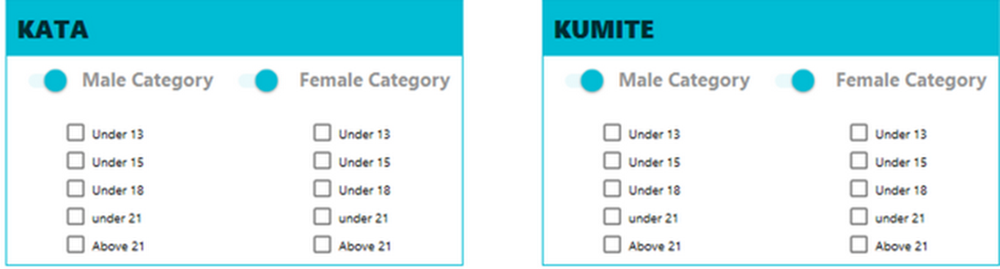 KATA
Male Category Female Category
Under 13 Under 13
Under 15 Under 15
Under 18 Under 18
under 21 under 21
Above 21 Above 21
KUMITE
Male Category Female Category
Under 13 Under 13
Under 15 Under 15
Under 18 Under 18
under 21 under 21
Above 21 Above 21